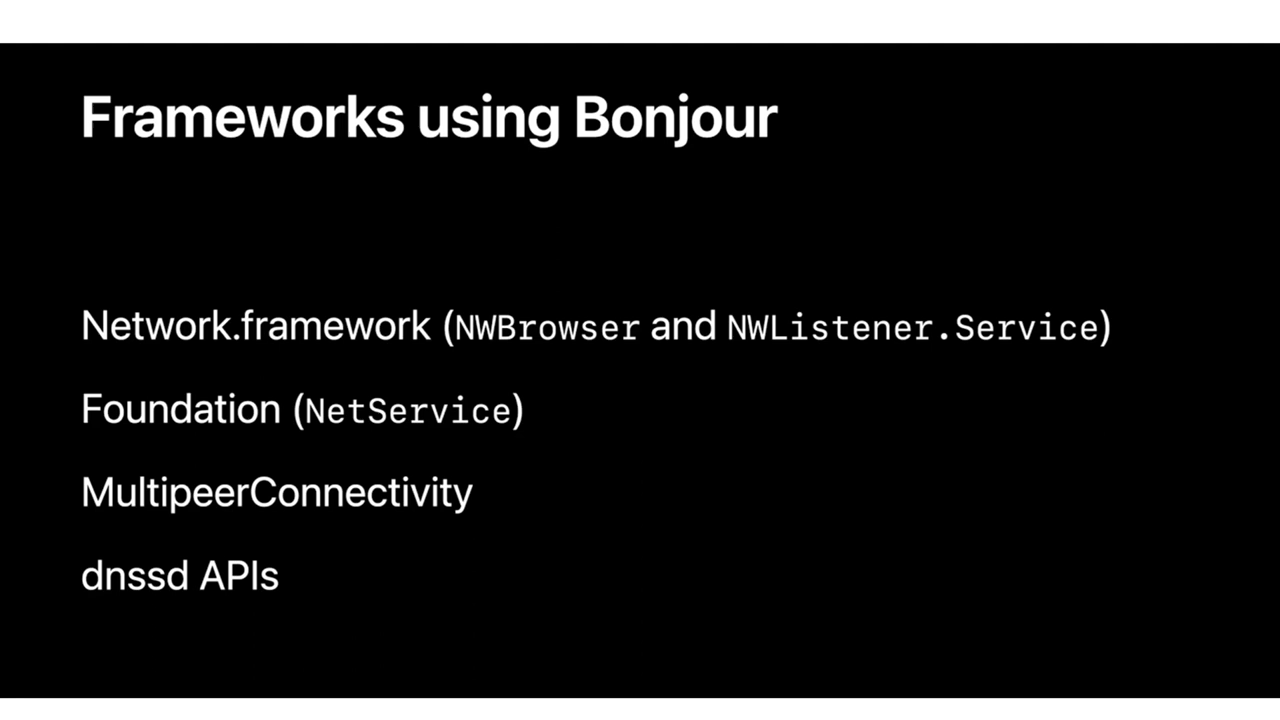 Frameworks using Bonjour
Network.framework (NWBrowser and NWListener.Service)
Foundation (NetService)
MultipeerConnectivity
dnssd APIs